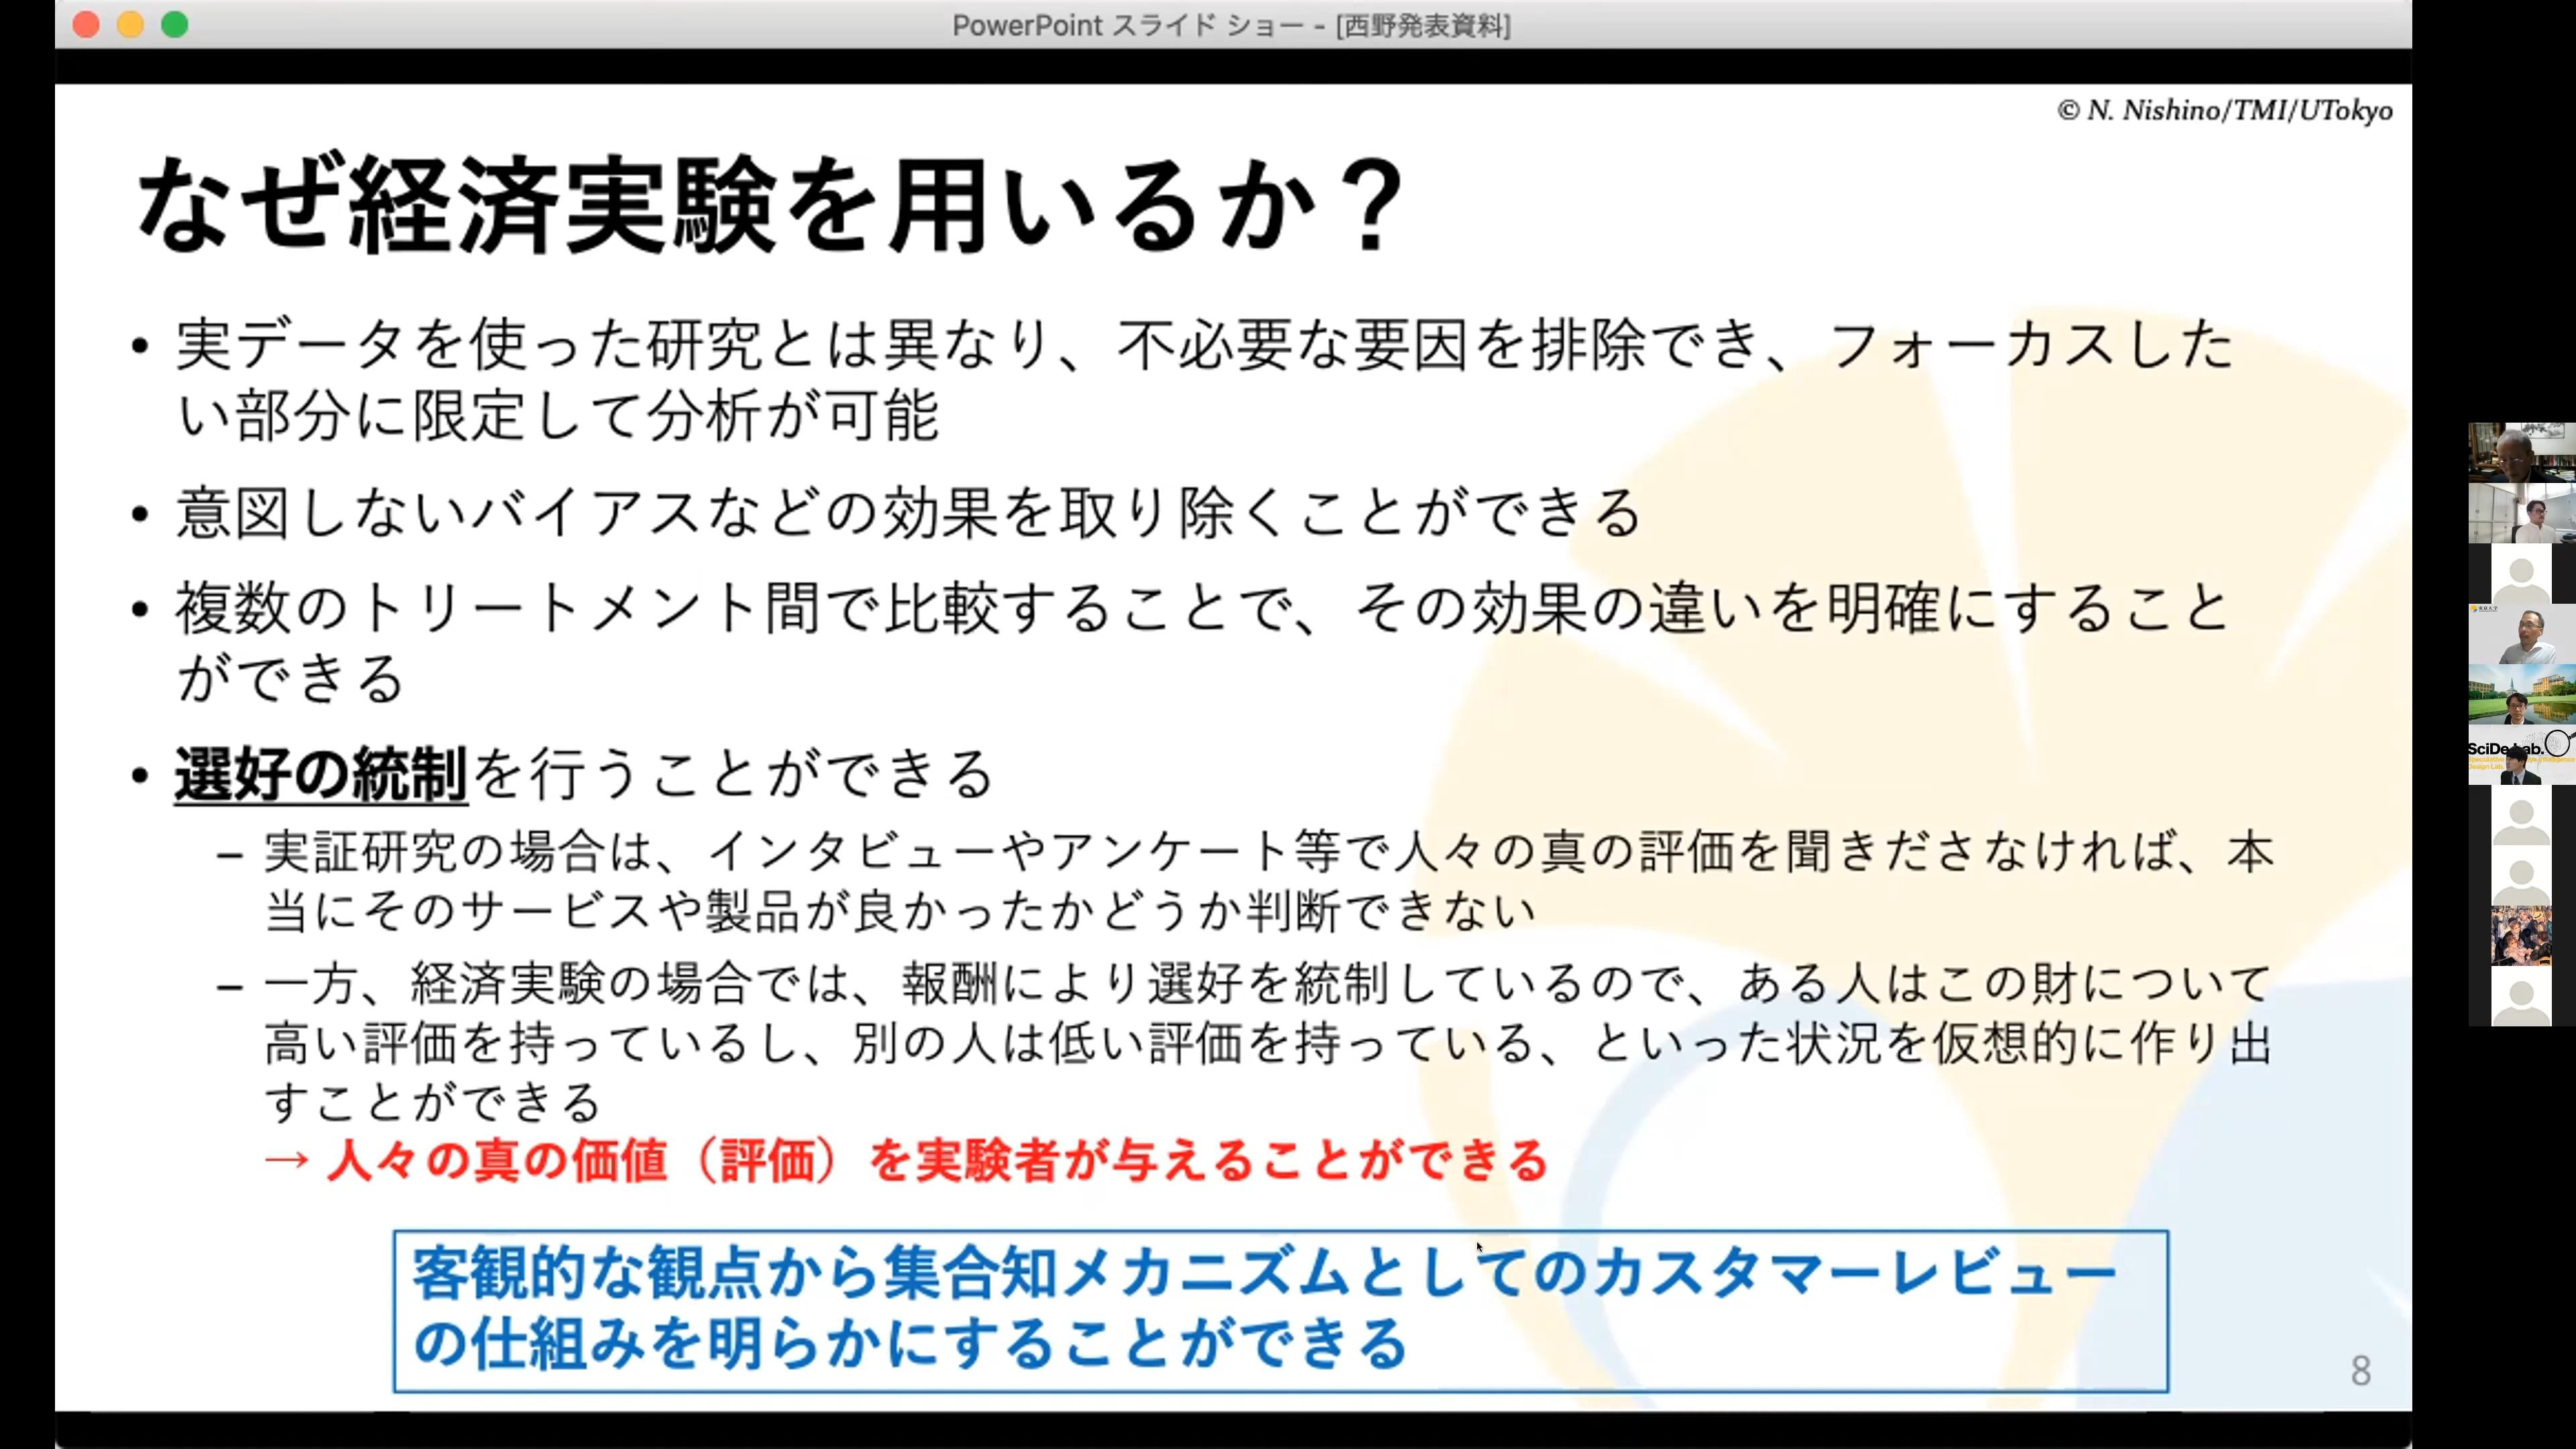 PowerPoint スライド ショー - [西野発表資料]
© N. Nishino/TMI/UTokyo
なぜ経済実験を用いるか？
• 実データを使った研究とは異なり、不必要な要因を排除でき、フォーカスした
い部分に限定して分析が可能
• 意図しないバイアスなどの効果を取り除くことができる
• 複数のトリートメント間で比較することで、その効果の違いを明確にすること
ができる
• 選好の統制を行うことができる
– 実証研究の場合は、インタビューやアンケート等で人々の真の評価を聞きださなければ、本
当にそのサービスや製品が良かったかどうか判断できない
– 一方、経済実験の場合では、報酬により選好を統制しているので、ある人はこの財について
高い評価を持っているし、別の人は低い評価を持っている、といった状況を仮想的に作り出
すことができる
→ 人々の真の価値（評価）を実験者が与えることができる
客観的な観点から集合知メカニズムとしてのカスタマーレビュー
の仕組みを明らかにすることができる
8